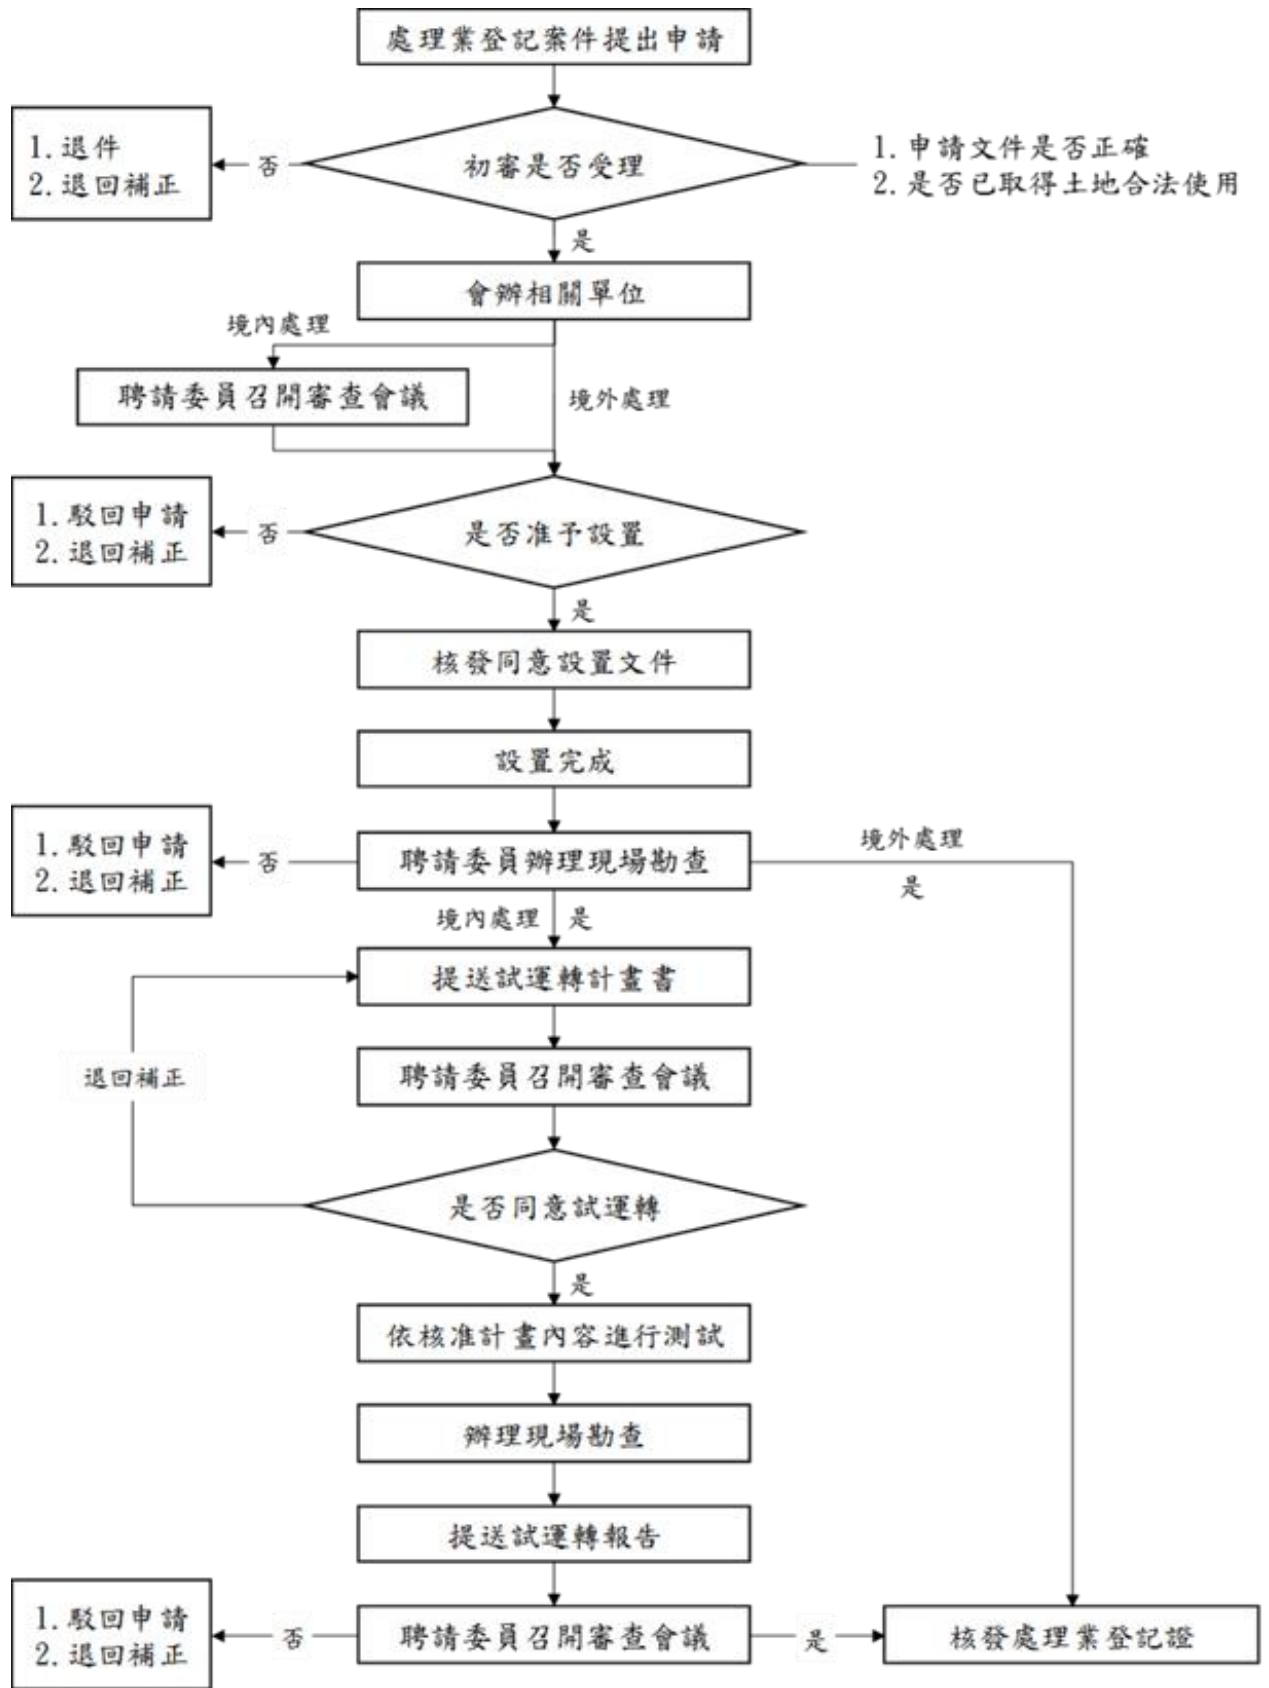 處理業登記案件提出申請
1.退件
2.退回補正
否
初審是否受理
1.申請文件是否正確
2.是否已取得土地合法使用
是
會辦相關單位
境內處理
聘請委員召開審查會議
境外處理
1.駁回申請
2.退回補正
否
是否准予設置
是
核發同意設置文件
設置完成
1.駁回申請
2.退回補正
否
聘請委員辦理現場勘查
境外處理
是
境內處理
是
提送試運轉計畫書
聘請委員召開審查會議
退回補正
是否同意試運轉
是
依核准計畫內容進行測試
辦理現場勘查
提送試運轉報告
1.駁回申請
2.退回補正
否
聘請委員召開審查會議
是
核發處理業登記證